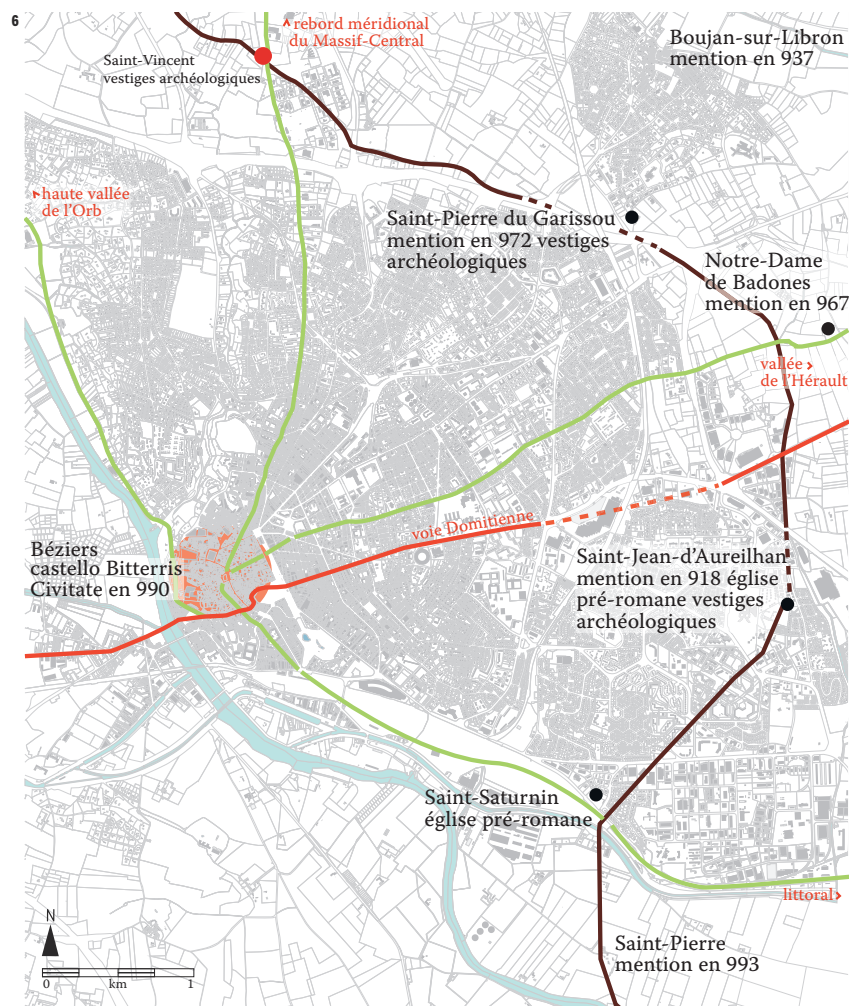 6
^ rebord méridional
du Massif-Central
Boujan-sur-Libron
mention en 937
Saint-Vincent
vestiges archéologiques
haute vallée
de l'Orb
Saint-Pierre du Garissou
mention en 972 vestiges
archéologiques
Notre-Dame
de Badones
mention en 967
vallée >
de l'Hérault
voie Domitienne
Béziers
castello Bitterris
Civitate en 990
Saint-Jean-d'Aureilhan
mention en 918 église
pré-romane vestiges
archéologiques
Saint-Saturnin
église pré-romane
littoral >
N
0 km 1
Saint-Pierre
mention en 993